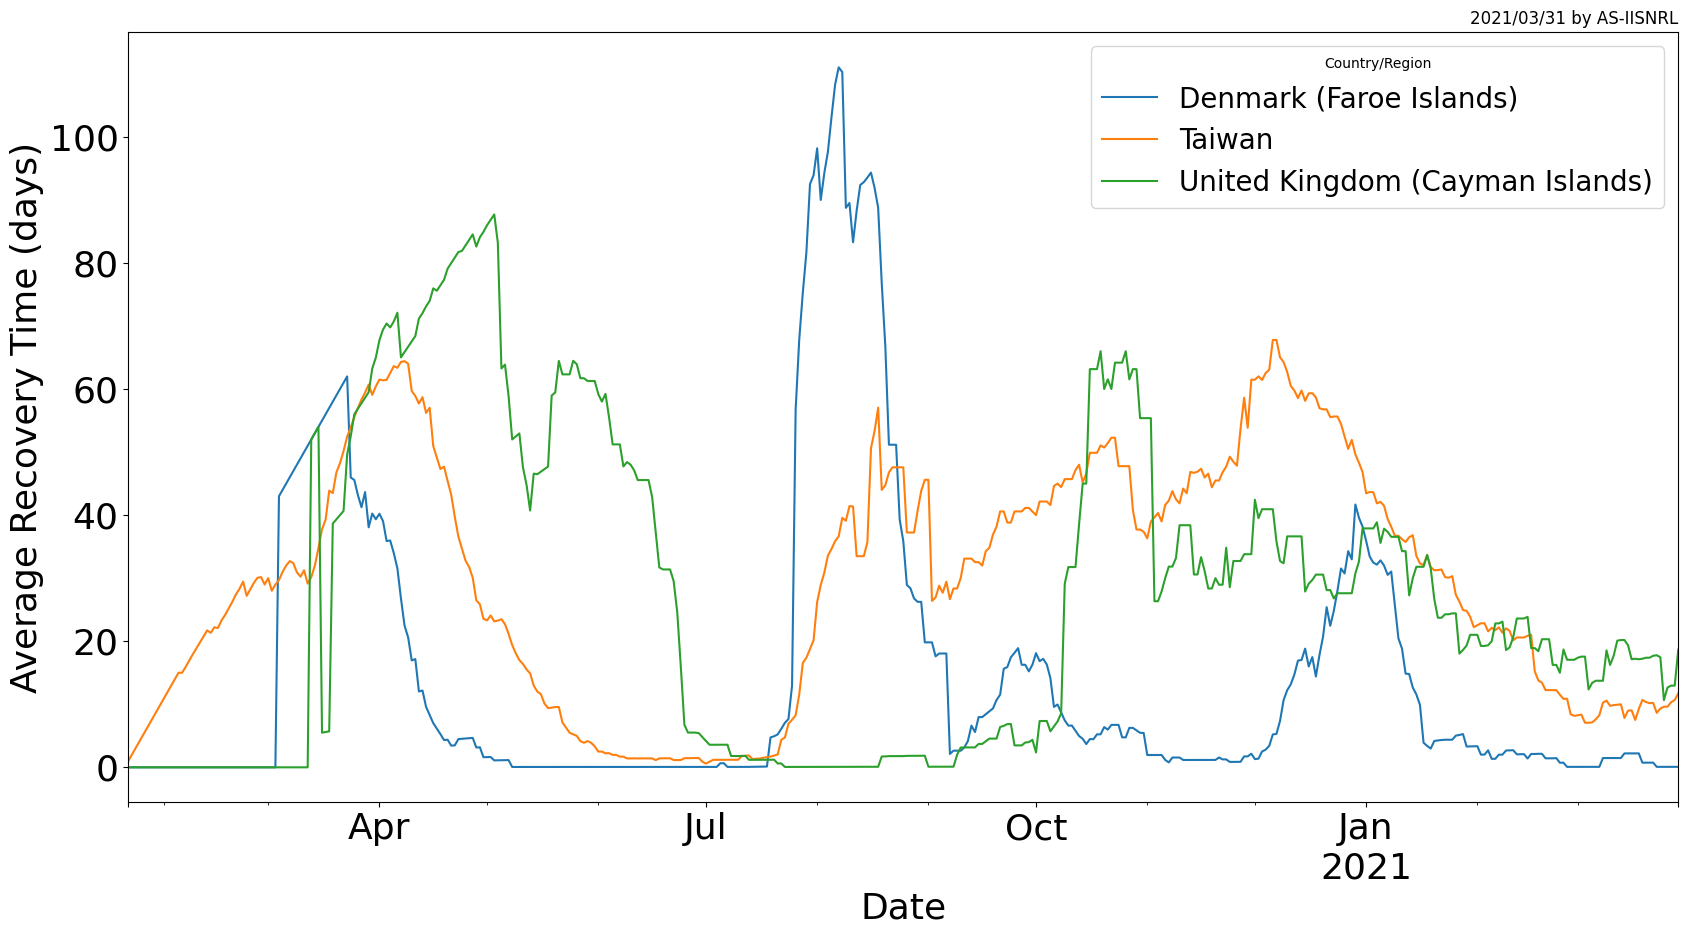 2021/03/31 by AS-IISNRL
Country/Region
Denmark (Faroe Islands)
Taiwan
United Kingdom (Cayman Islands)
Average Recovery Time (days)
100
80
60
40
20
0
Apr
Jul
Oct
Jan
2021
Date